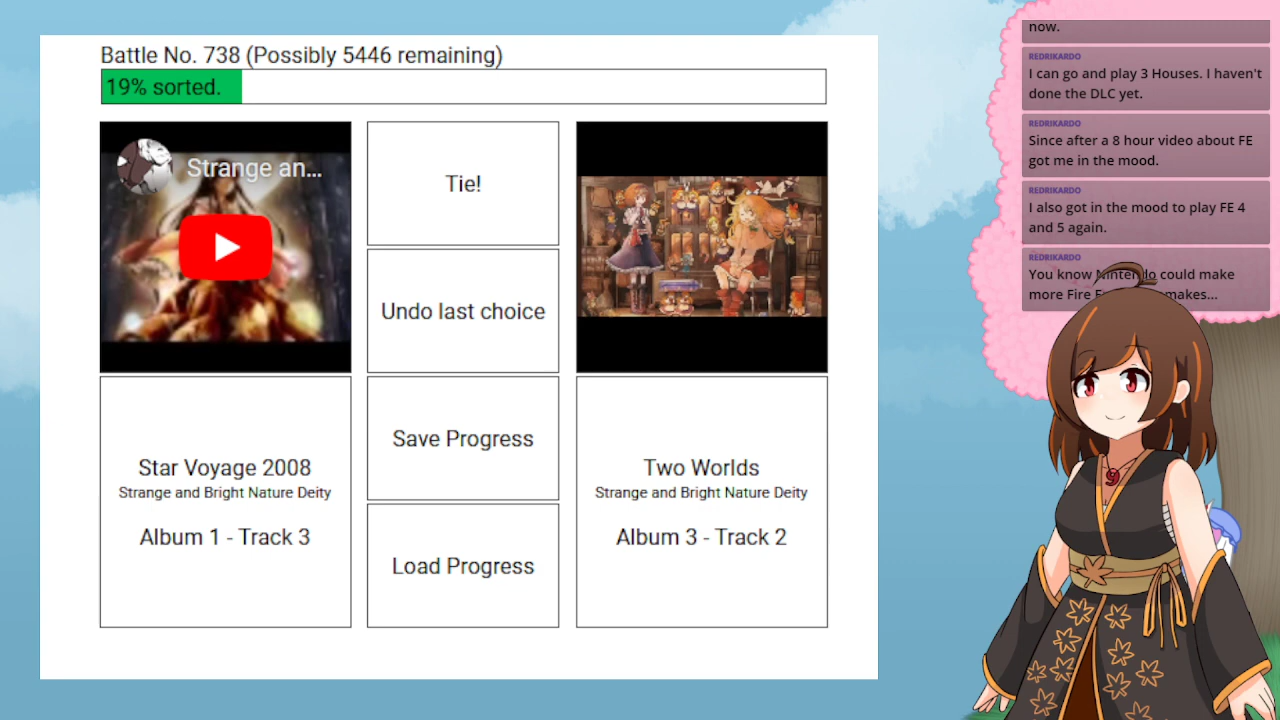 Battle No. 738 (Possibly 5446 remaining)
19% sorted.
Strange an...
Tie!
Undo last choice
Save Progress
Load Progress
Star Voyage 2008
Strange and Bright Nature Deity
Album 1 - Track 3
Two Worlds
Strange and Bright Nature Deity
Album 3 - Track 2
now.
REDRIKARDO
I can go and play 3 Houses. I haven't
done the DLC yet.
REDRIKARDO
Since after a 8 hour video about FE
got me in the mood.
REDRIKARDO
I also got in the mood to play FE 4
and 5 again.
REDRIKARDO
You know Nintendo could make
more Fire makes...
9